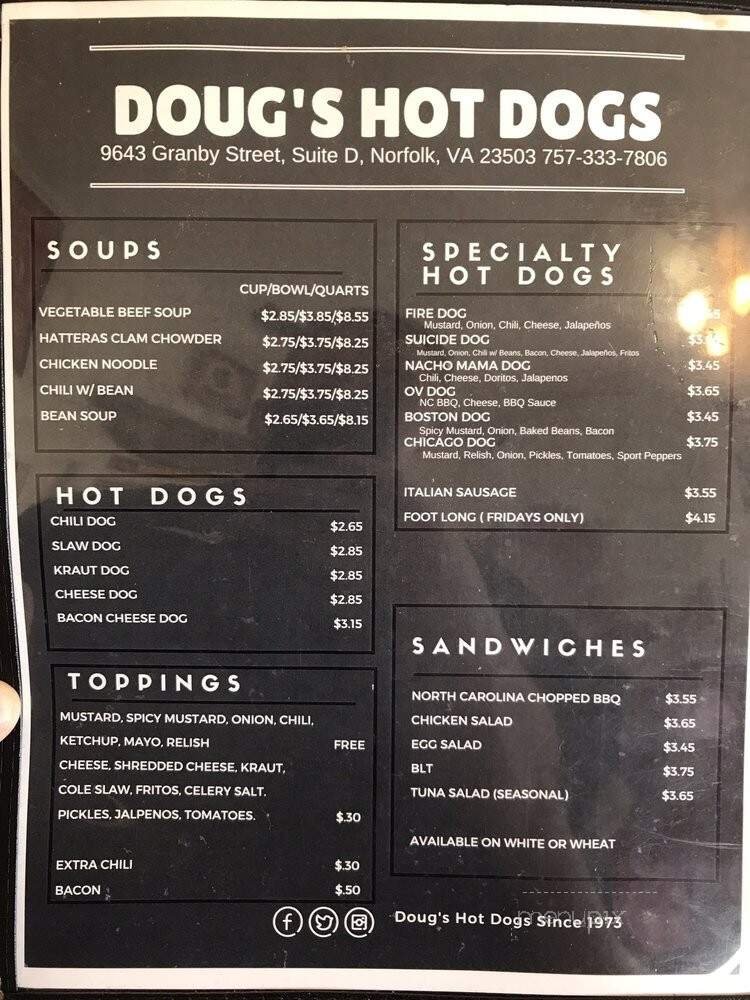 DOUG'S HOT DOGS
9643 Granby Street, Suite D, Norfolk, VA 23503 757-333-7806
SOUPS
CUP/BOWL/QUARTS
VEGETABLE BEEF SOUP $2.85/$3.85/$8.55
HATTERAS CLAM CHOWDER $2.75/$3.75/$8.25
CHICKEN NOODLE $2.75/$3.75/$8.25
CHILI W/ BEAN $2.75/$3.75/$8.25
BEAN SOUP $2.65/$3.65/$8.15
HOT DOGS
CHILI DOG $2.65
SLAW DOG $2.85
KRAUT DOG $2.85
CHEESE DOG $2.85
BACON CHEESE DOG $3.15
TOPPINGS
MUSTARD, SPICY MUSTARD, ONION, CHILI,
KETCHUP, MAYO, RELISH FREE
CHEESE, SHREDDED CHEESE, KRAUT,
COLE SLAW, FRITOS, CELERY SALT.
PICKLES, JALPENOS, TOMATOES. $.30
EXTRA CHILI $.30
BACON $.50
SPECIALTY
HOT DOGS
FIRE DOG
Mustard, Onion, Chili, Cheese, Jalapeños
SUICIDE DOG
Mustard, Onion, Chili w/ Beans, Bacon, Cheese, Jalapeños, Fritos
NACHO MAMA DOG $3.45
Chili, Cheese, Doritos, Jalapenos
OV DOG $3.65
NC BBQ, Cheese, BBQ Sauce
BOSTON DOG $3.45
Spicy Mustard, Onion, Baked Beans, Bacon
CHICAGO DOG $3.75
Mustard, Relish, Onion, Pickles, Tomatoes, Sport Peppers
ITALIAN SAUSAGE $3.55
FOOT LONG ( FRIDAYS ONLY) $4.15
SANDWICHES
NORTH CAROLINA CHOPPED BBQ $3.55
CHICKEN SALAD $3.65
EGG SALAD $3.45
BLT $3.75
TUNA SALAD (SEASONAL) $3.65
AVAILABLE ON WHITE OR WHEAT
Doug's Hot Dogs Since 1973
menupix